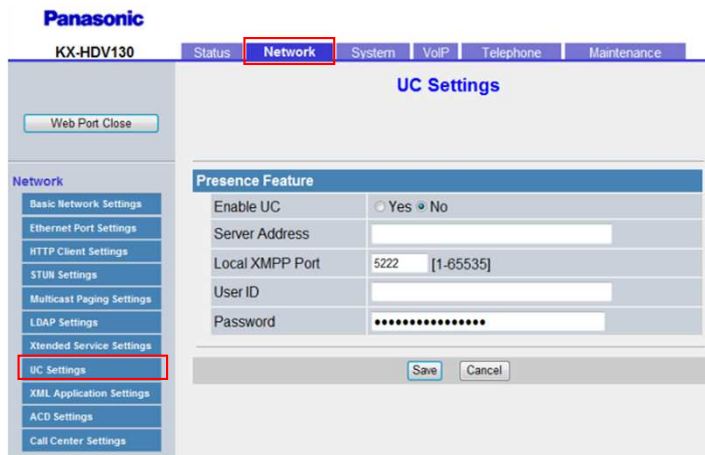 Panasonic
KX-HDV130
Status Network System VoIP Telephone Maintenance
UC Settings
Web Port Close
Network
Basic Network Settings
Ethernet Port Settings
HTTP Client Settings
STUN Settings
Multicast Paging Settings
LDAP Settings
Xtended Service Settings
UC Settings
XML Application Settings
ACD Settings
Call Center Settings
Presence Feature
Enable UC Yes No
Server Address
Local XMPP Port 5222 [1-65535]
User ID
Password ••••••••••••••••
Save Cancel